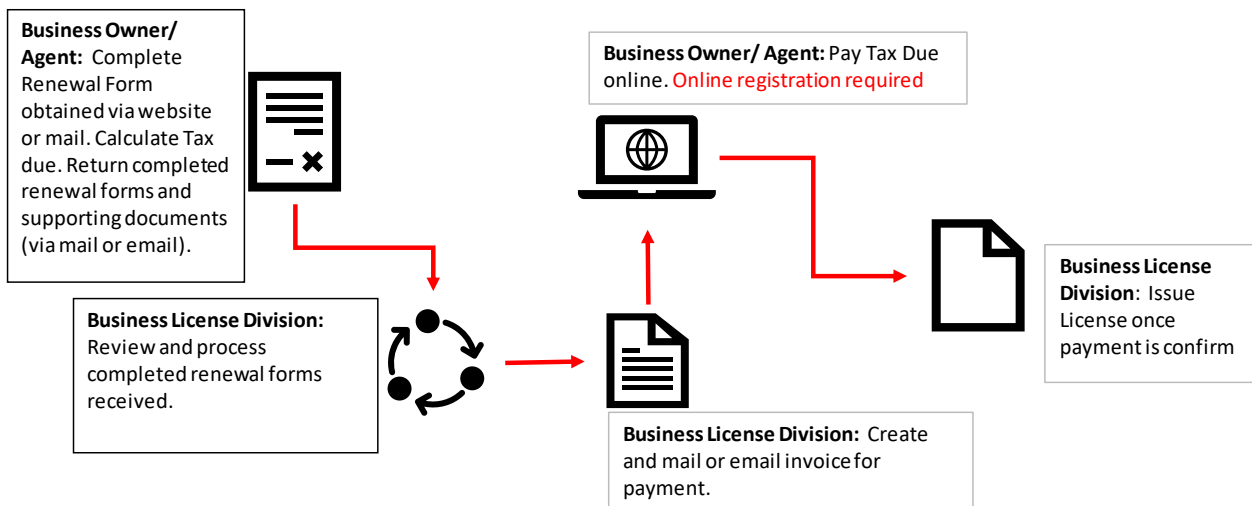 Business Owner/
Agent: Complete
Renewal Form
obtained via website
or mail. Calculate Tax
due. Return completed
renewal forms and
supporting documents
(via mail or email).
Business License Division:
Review and process
completed renewal forms
received.
Business License Division: Create
and mail or email invoice for
payment.
Business Owner/ Agent: Pay Tax Due
online. Online registration required
Business License
Division: Issue
License once
payment is confirm